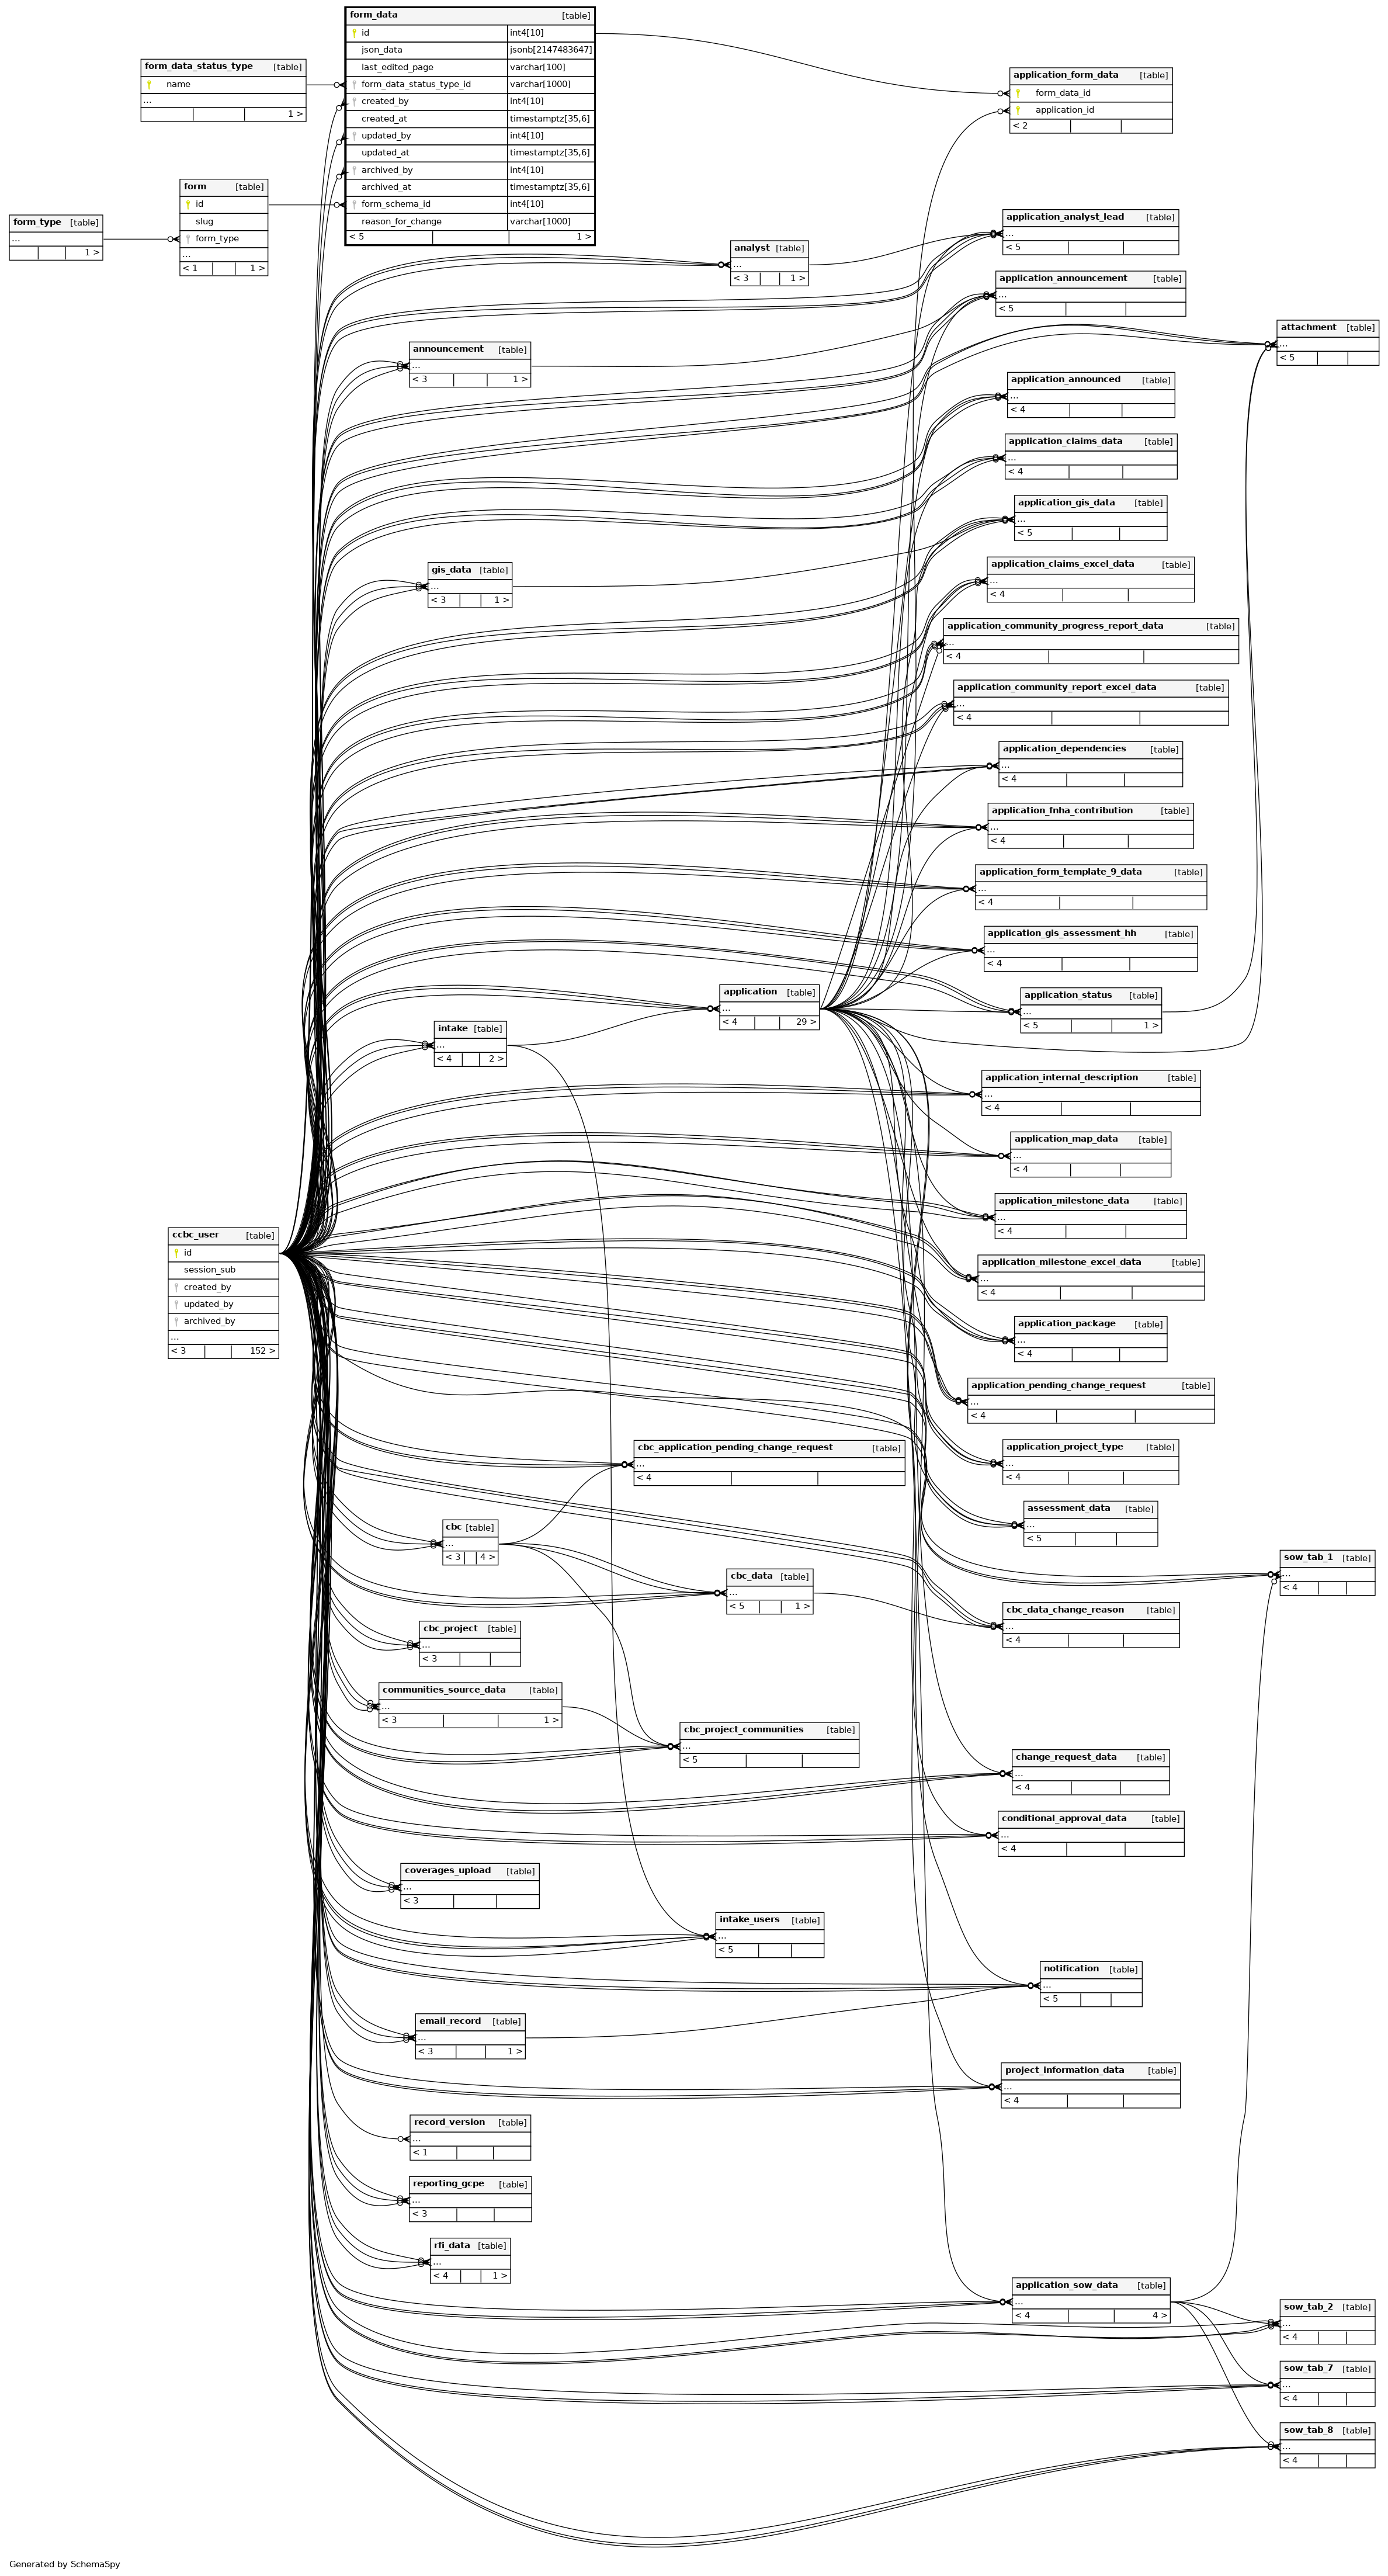 form_data [table]
id int4[10]
json_data jsonb[2147483647]
last_edited_page varchar[100]
form_data_status_type_id varchar[1000]
created_by int4[10]
created_at timestamptz[35,6]
updated_by int4[10]
updated_at timestamptz[35,6]
archived_by int4[10]
archived_at timestamptz[35,6]
form_schema_id int4[10]
reason_for_change varchar[1000]
< 5 1 >
form_data_status_type [table]
name
...
1 >
form [table]
id
slug
form_type
...
< 1 1 >
form_type [table]
...
1 >
application_form_data [table]
form_data_id
application_id
< 2
application_analyst_lead [table]
...
< 5
analyst [table]
...
< 3 1 >
application_announcement [table]
...
< 5
attachment [table]
...
< 5
announcement [table]
...
< 3 1 >
application_announced [table]
...
< 4
application_claims_data [table]
...
< 4
application_gis_data [table]
...
< 5
gis_data [table]
...
< 3 1 >
application_claims_excel_data [table]
...
< 4
application_community_progress_report_data [table]
...
< 4
application_community_report_excel_data [table]
...
< 4
application_dependencies [table]
...
< 4
application_fnha_contribution [table]
...
< 4
application_form_template_9_data [table]
...
< 4
application_gis_assessment_hh [table]
...
< 4
application [table]
...
< 4 29 >
application_status [table]
...
< 5 1 >
intake [table]
...
< 4 2 >
application_internal_description [table]
...
< 4
application_map_data [table]
...
< 4
application_milestone_data [table]
...
< 4
ccbc_user [table]
id
session_sub
created_by
updated_by
archived_by
...
< 3 152 >
application_milestone_excel_data [table]
...
< 4
application_package [table]
...
< 4
application_pending_change_request [table]
...
< 4
cbc_application_pending_change_request [table]
...
< 4
application_project_type [table]
...
< 4
assessment_data [table]
...
< 5
cbc [table]
...
< 3 4 >
sow_tab_1 [table]
...
< 4
cbc_data [table]
...
< 5 1 >
cbc_data_change_reason [table]
...
< 4
cbc_project [table]
...
< 3
communities_source_data [table]
...
< 3 1 >
cbc_project_communities [table]
...
< 5
change_request_data [table]
...
< 4
conditional_approval_data [table]
...
< 4
coverages_upload [table]
...
< 3
intake_users [table]
...
< 5
notification [table]
...
< 5
email_record [table]
...
< 3 1 >
project_information_data [table]
...
< 4
record_version [table]
...
< 1
reporting_gcpe [table]
...
< 3
rfi_data [table]
...
< 4 1 >
application_sow_data [table]
...
< 4 4 >
sow_tab_2 [table]
...
< 4
sow_tab_7 [table]
...
< 4
sow_tab_8 [table]
...
< 4
Generated by SchemaSpy